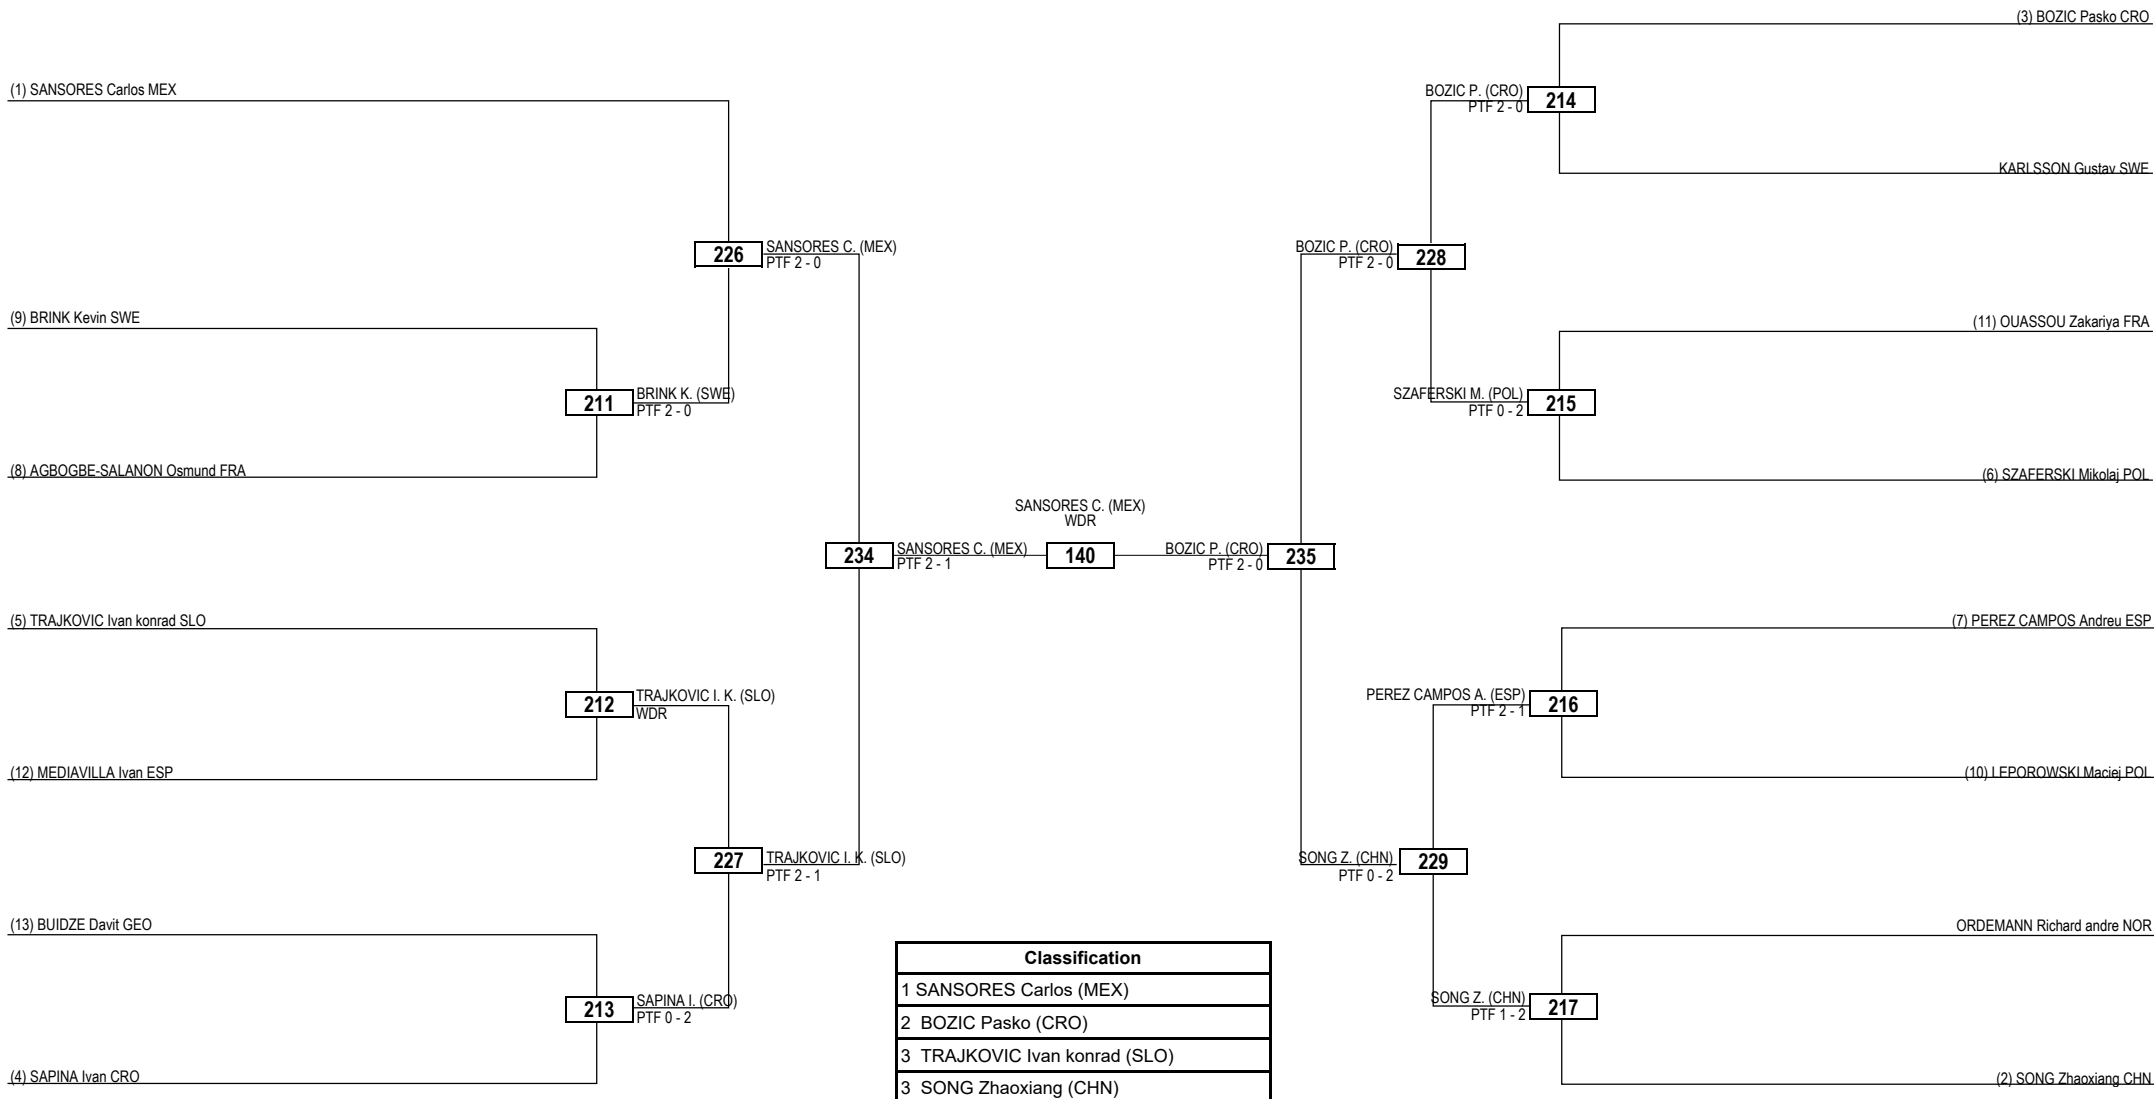 (3) BOZIC Pasko CRO
(1) SANSORES Carlos MEX
BOZIC P. (CRO)
PTF 2 - 0
214
KARLSSON Gustav SWE
226
SANSORES C. (MEX)
PTF 2 - 0
BOZIC P. (CRO)
PTF 2 - 0
228
(9) BRINK Kevin SWE
(11) OUASSOU Zakariya FRA
211
BRINK K. (SWE)
PTF 2 - 0
SZAFERSKI M. (POL)
PTF 0 - 2
215
(8) AGBOGBE-SALANON Osmund FRA
(6) SZAFERSKI Mikolaj POL
SANSORES C. (MEX)
WDR
234
SANSORES C. (MEX)
PTF 2 - 1
140
BOZIC P. (CRO)
PTF 2 - 0
235
(5) TRAJKOVIC Ivan konrad SLO
(7) PEREZ CAMPOS Andreu ESP
212
TRAJKOVIC I. K. (SLO)
WDR
PEREZ CAMPOS A. (ESP)
PTF 2 - 1
216
(12) MEDIAVILLA Ivan ESP
(10) LEPOROWSKI Maciej POL
227
TRAJKOVIC I. K. (SLO)
PTF 2 - 1
SONG Z. (CHN)
PTF 0 - 2
229
(13) BUIDZE Davit GEO
ORDEMANN Richard andre NOR
213
SAPINA I. (CRO)
PTF 0 - 2
SONG Z. (CHN)
PTF 1 - 2
217
(4) SAPINA Ivan CRO
(2) SONG Zhaoxiang CHN
Classification
1 SANSORES Carlos (MEX)
2 BOZIC Pasko (CRO)
3 TRAJKOVIC Ivan konrad (SLO)
3 SONG Zhaoxiang (CHN)